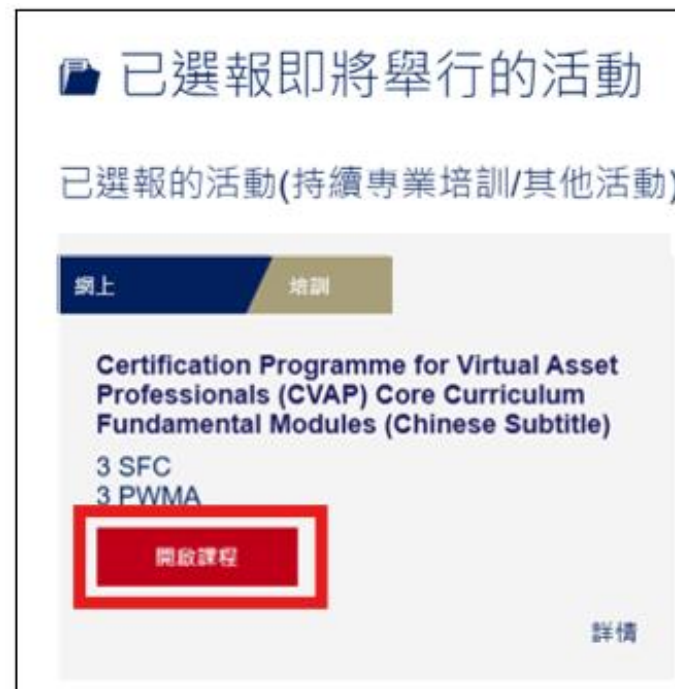 已選報即將舉行的活動
已選報的活動(持續專業培訓/其他活動)
網上
培訓
Certification Programme for Virtual Asset
Professionals (CVAP) Core Curriculum
Fundamental Modules (Chinese Subtitle)
3 SFC
3 PWMA
開啟課程
詳情